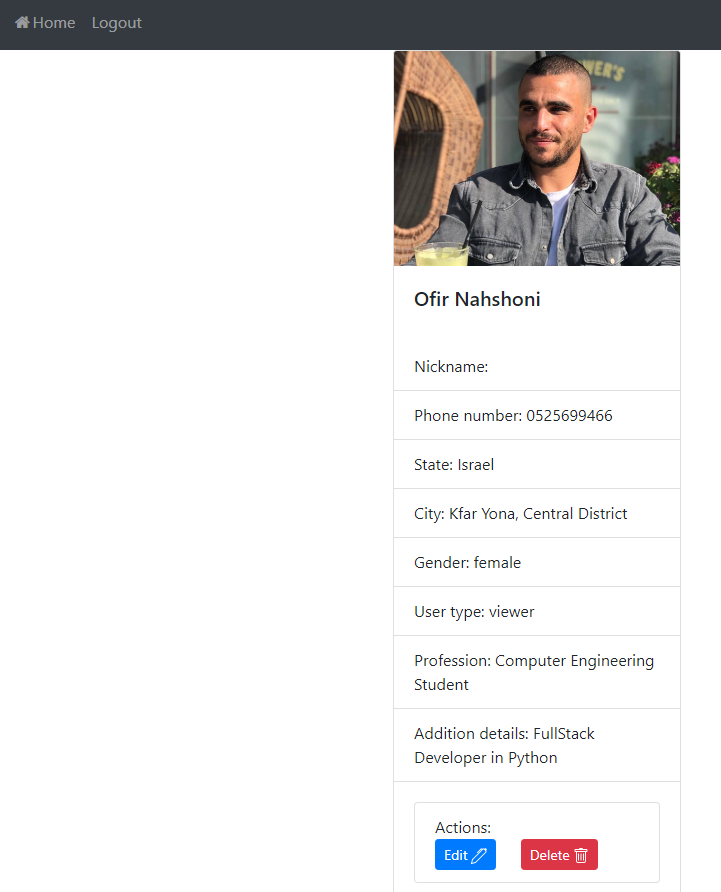 Home Logout
WER'S
Ofir Nahshoni
Nickname:
Phone number: 0525699466
State: Israel
City: Kfar Yona, Central District
Gender: female
User type: viewer
Profession: Computer Engineering
Student
Addition details: FullStack
Developer in Python
Actions:
Edit Delete